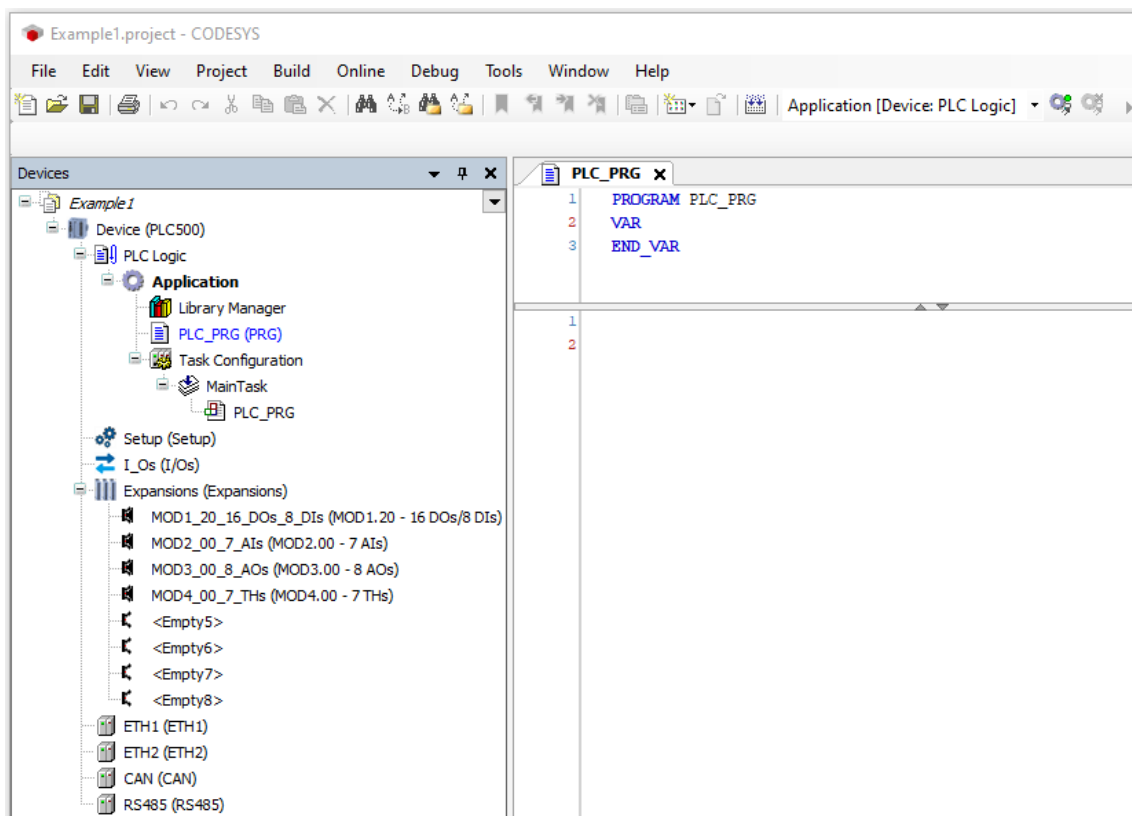 Example1.project - CODESYS
File Edit View Project Build Online Debug Tools Window Help
Application [Device: PLC Logic]
Devices
Example1
Device (PLC500)
PLC Logic
Application
Library Manager
PLC_PRG (PRG)
Task Configuration
MainTask
PLC_PRG
Setup (Setup)
I_Os (I/Os)
Expansions (Expansions)
MOD1_20_16_DOs_8_DIs (MOD1.20 - 16 DOs/8 DIs)
MOD2_00_7_AIs (MOD2.00 - 7 AIs)
MOD3_00_8_AOs (MOD3.00 - 8 AOs)
MOD4_00_7_THs (MOD4.00 - 7 THs)
<Empty5>
<Empty6>
<Empty7>
<Empty8>
ETH1 (ETH1)
ETH2 (ETH2)
CAN (CAN)
RS485 (RS485)
PLC_PRG
1 PROGRAM PLC_PRG
2 VAR
3 END_VAR
1
2